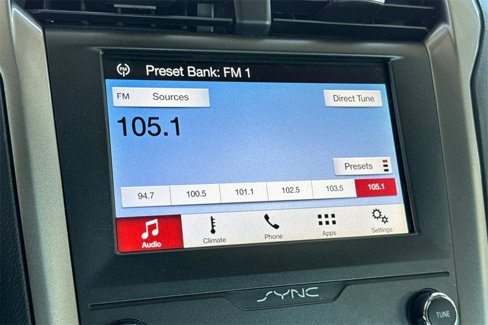 FM Preset Bank: FM 1
FM Sources Direct Tune
105.1
Presets
94.7 100.5 101.1 102.5 103.5 105.1
Audio Climate Phone Apps Settings
SYNC
TUNE